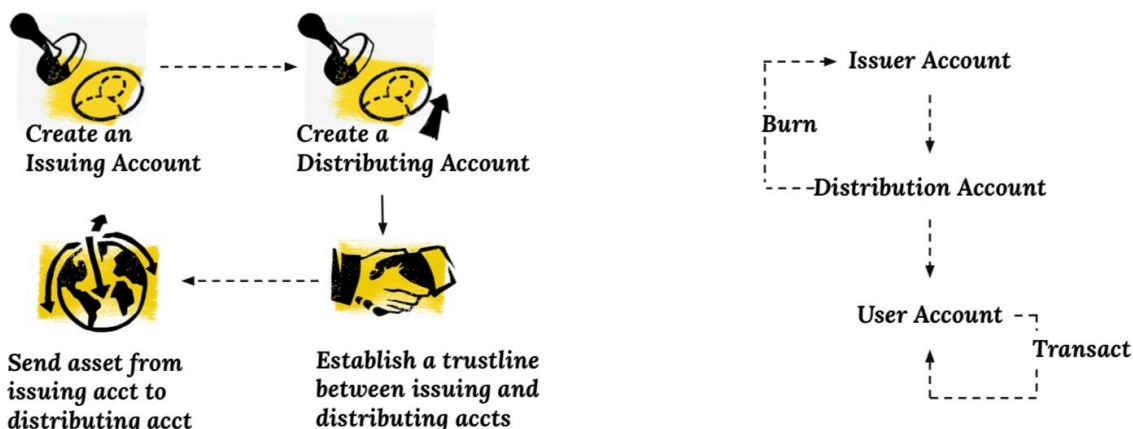 Create an
Issuing Account
Create a
Distributing Account
Send asset from
issuing acct to
distributing acct
Establish a trustline
between issuing and
distributing accts
Issuer Account
Burn
Distribution Account
User Account
Transact